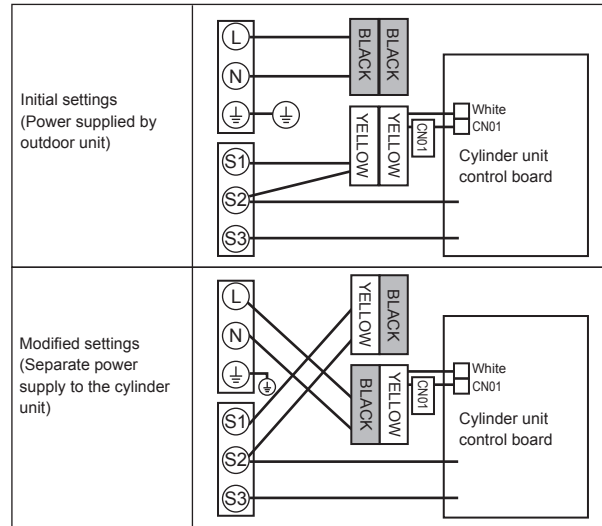 Initial settings
(Power supplied by
outdoor unit)
L
N
S1
S2
S3
BLACK
BLACK
YELLOW
YELLOW
CN01
White
CN01
Cylinder unit
control board
Modified settings
(Separate power
supply to the cylinder
unit)
L
N
S1
S2
S3
YELLOW
BLACK
BLACK
YELLOW
CN01
White
CN01
Cylinder unit
control board